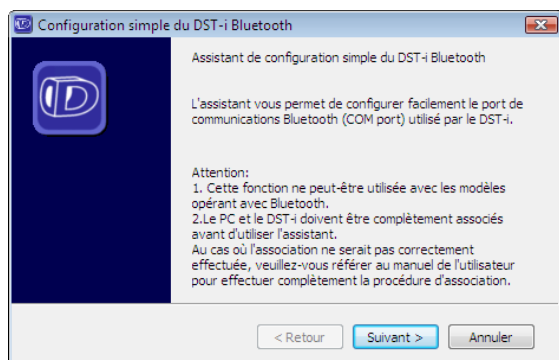 Configuration simple du DST-i Bluetooth
Assistant de configuration simple du DST-i Bluetooth
L'assistant vous permet de configurer facilement le port de
communications Bluetooth (COM port) utilisé par le DST-i.
Attention:
1. Cette fonction ne peut-être utilisée avec les modèles
opérant avec Bluetooth.
2.Le PC et le DST-i doivent être complètement associés
avant d'utiliser l'assistant.
Au cas où l'association ne serait pas correctement
effectuée, veuillez-vous référer au manuel de l'utilisateur
pour effectuer complètement la procédure d'association.
< Retour Suivant > Annuler